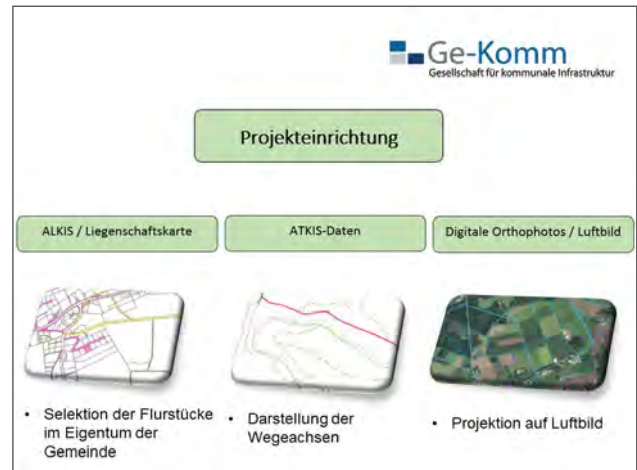 Ge-Komm
Gesellschaft für kommunale Infrastruktur
Projekteinrichtung
ALKIS / Liegenschaftskarte
ATKIS-Daten
Digitale Orthophotos / Luftbild
• Selektion der Flurstücke
im Eigentum der
Gemeinde
• Darstellung der
Wegeachsen
• Projektion auf Luftbild